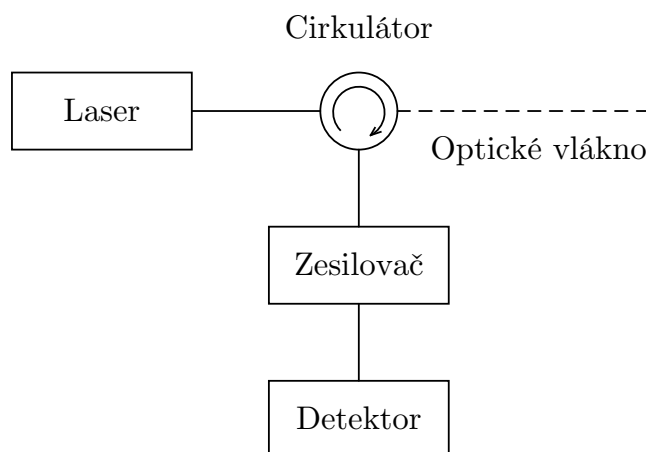 Cirkulátor
Laser
Optické vlákno
Zesilovač
Detektor